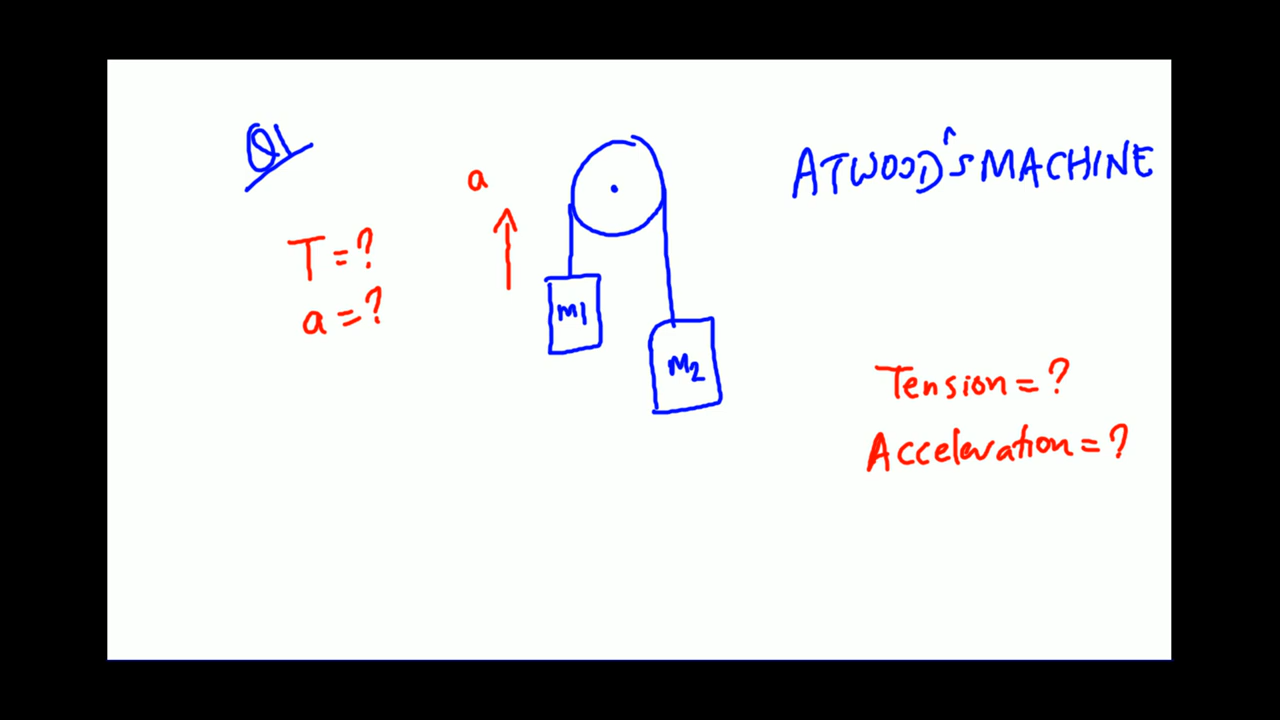 Q1
ATWOOD'S MACHINE
a
T=?
a=?
m1
M2
Tension=?
Acceleration=?